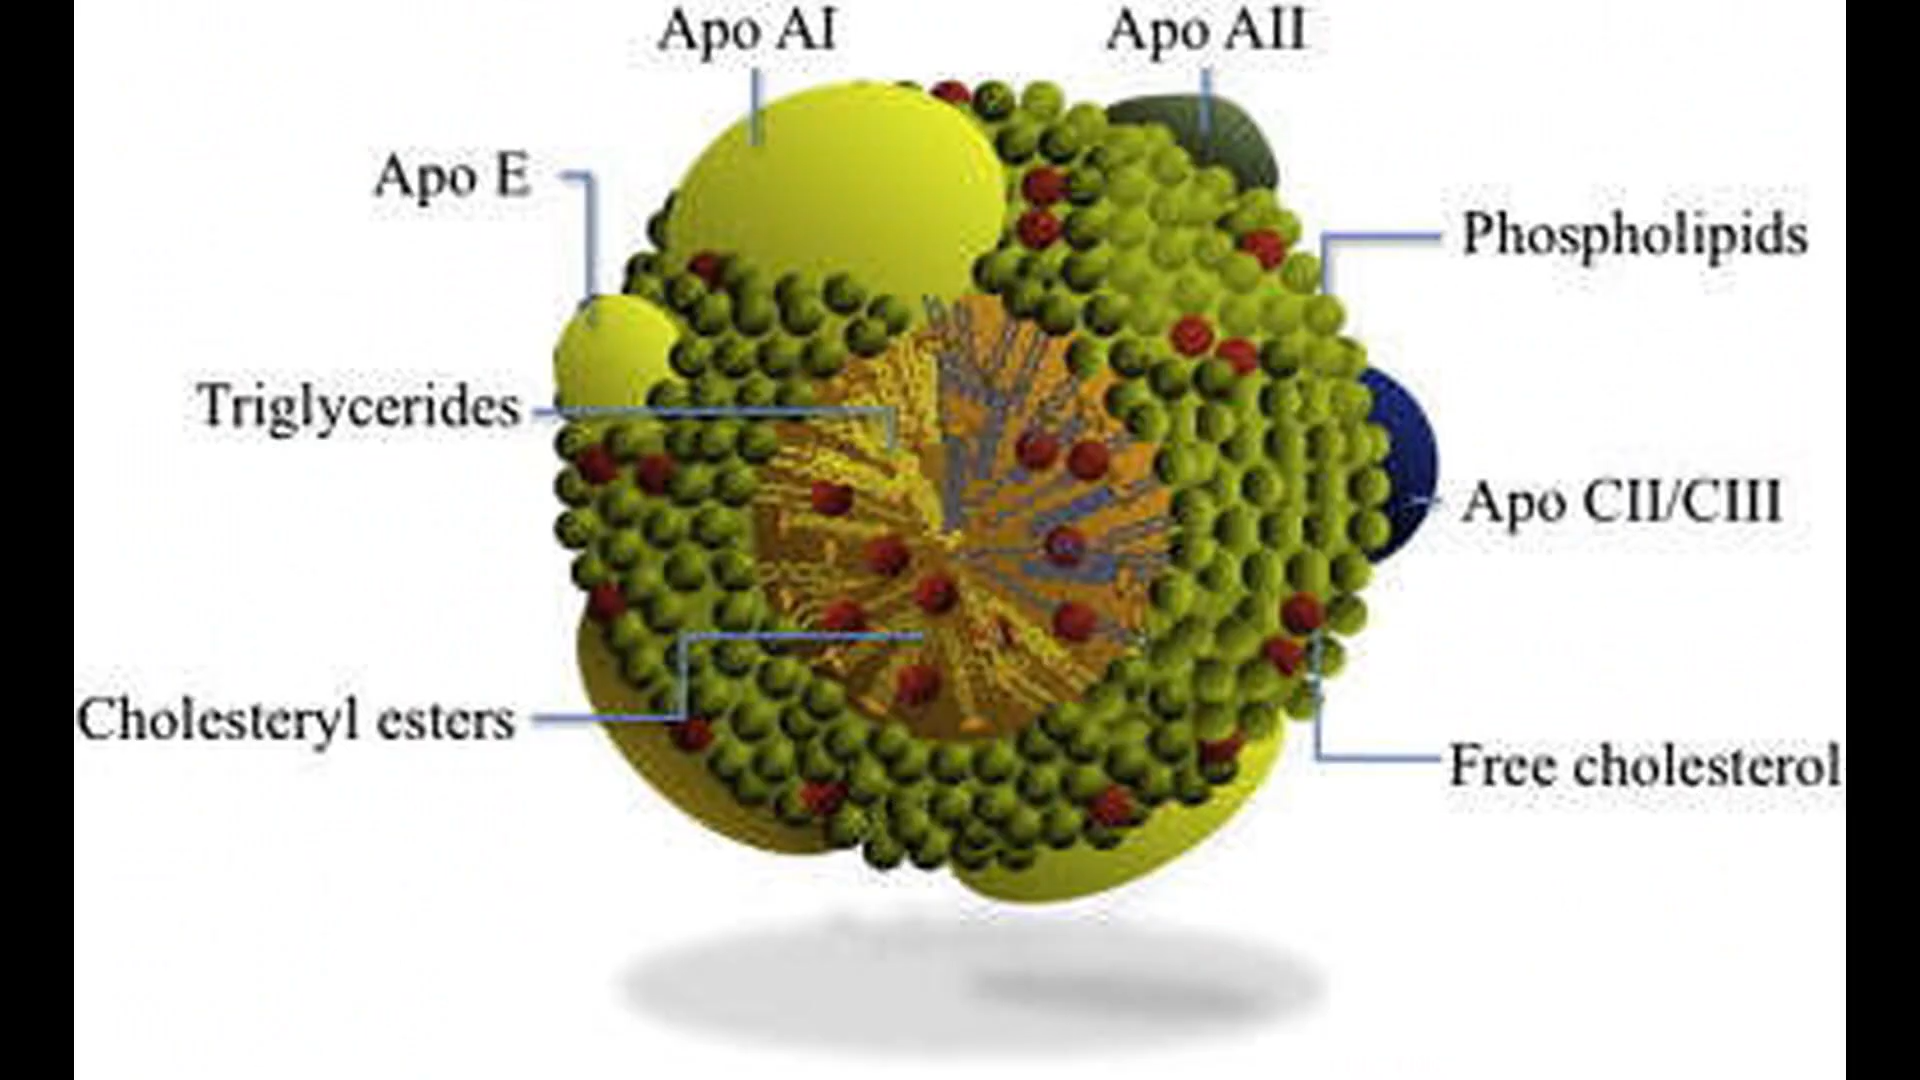 Apo AI
Apo AII
Apo E
Phospholipids
Triglycerides
Apo CII/CIII
Cholesteryl esters
Free cholesterol